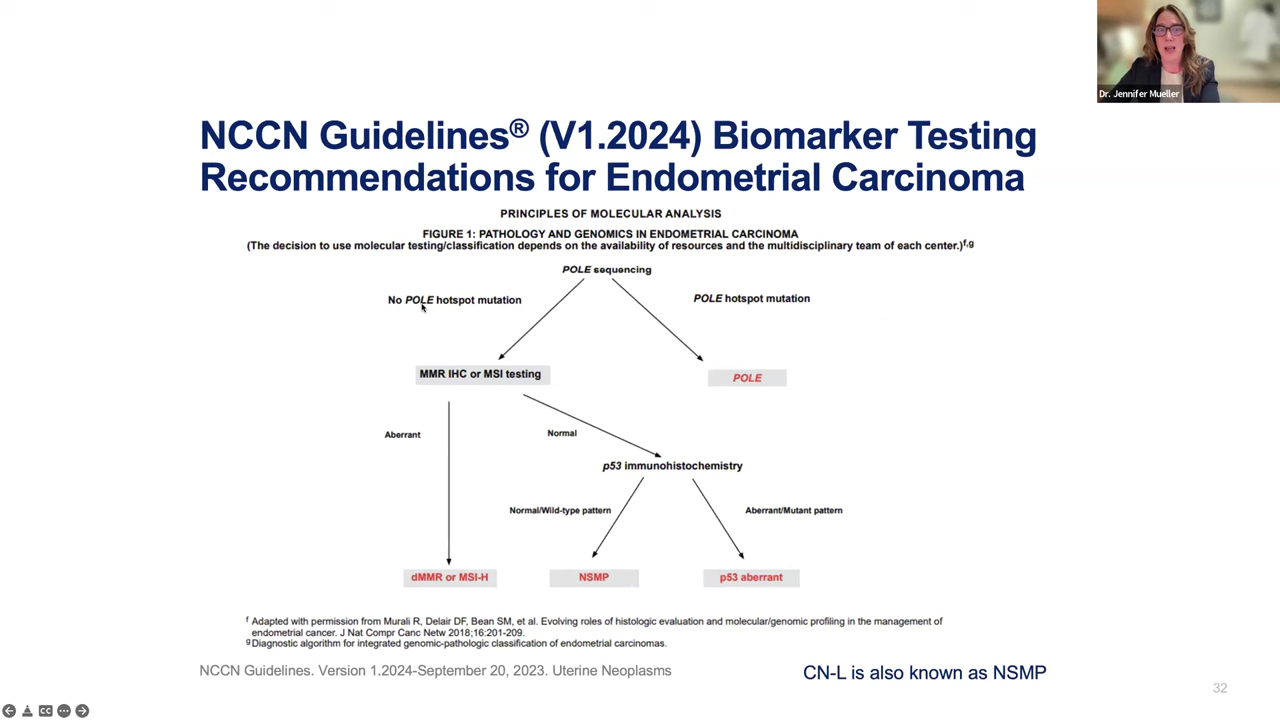 Dr. Jennifer Mueller
NCCN Guidelines® (V1.2024) Biomarker Testing
Recommendations for Endometrial Carcinoma
PRINCIPLES OF MOLECULAR ANALYSIS
FIGURE 1: PATHOLOGY AND GENOMICS IN ENDOMETRIAL CARCINOMA
(The decision to use molecular testing/classification depends on the availability of resources and the multidisciplinary team of each center.)f,g
POLE sequencing
No POLE hotspot mutation
POLE hotspot mutation
MMR IHC or MSI testing
POLE
Aberrant
Normal
p53 immunohistochemistry
Normal/Wild-type pattern
Aberrant/Mutant pattern
dMMR or MSI-H
NSMP
p53 aberrant
f Adapted with permission from Murali R, Delair DF, Bean SM, et al. Evolving roles of histologic evaluation and molecular/genomic profiling in the management of
endometrial cancer. J Nat Compr Canc Netw 2018;16:201-209.
g Diagnostic algorithm for integrated genomic-pathologic classification of endometrial carcinomas.
NCCN Guidelines. Version 1.2024-September 20, 2023. Uterine Neoplasms
CN-L is also known as NSMP
32
CC